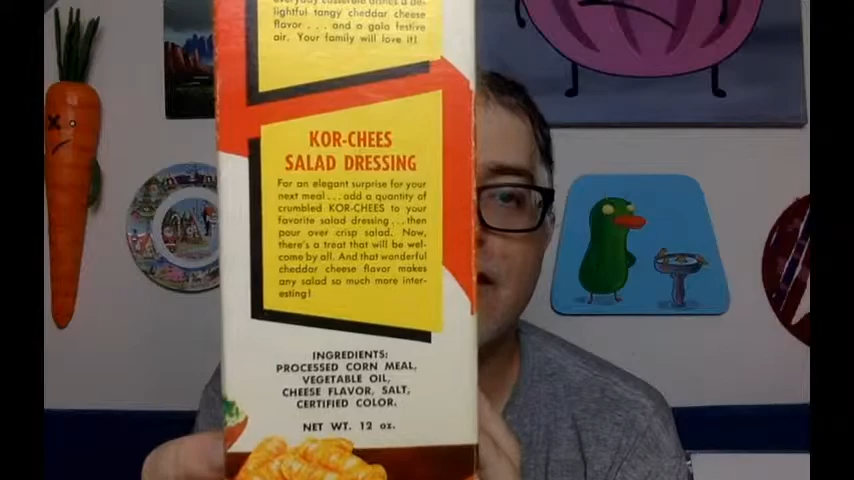 everyday casserole dishes a de-
lightful tangy cheddar cheese
flavor . . . and a gala festive
air. Your family will love it!
KOR-CHEES
SALAD DRESSING
For an elegant surprise for your
next meal . . . add a quantity of
crumbled KOR-CHEES to your
favorite salad dressing . . . then
pour over crisp salad. Now,
there's a treat that will be wel-
come by all. And that wonderful
cheddar cheese flavor makes
any salad so much more inter-
esting!
INGREDIENTS:
PROCESSED CORN MEAL,
VEGETABLE OIL,
CHEESE FLAVOR, SALT,
CERTIFIED COLOR.
NET WT. 12 oz.